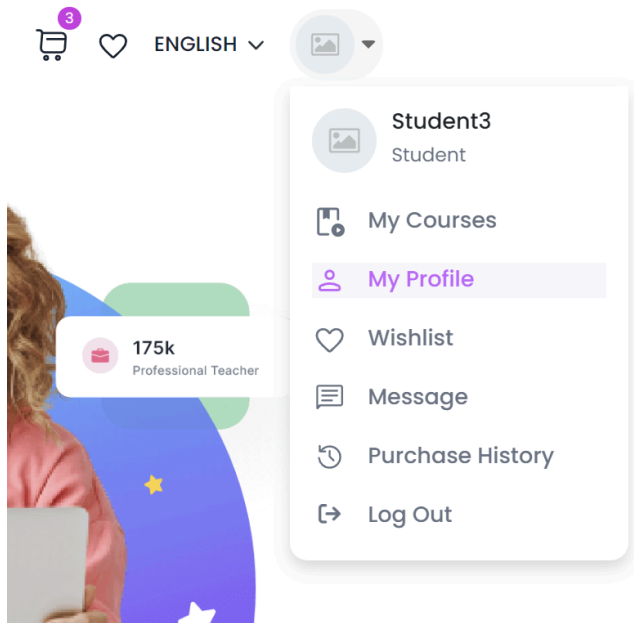 3
ENGLISH
Student3
Student
My Courses
My Profile
Wishlist
175k
Professional Teacher
Message
Purchase History
Log Out